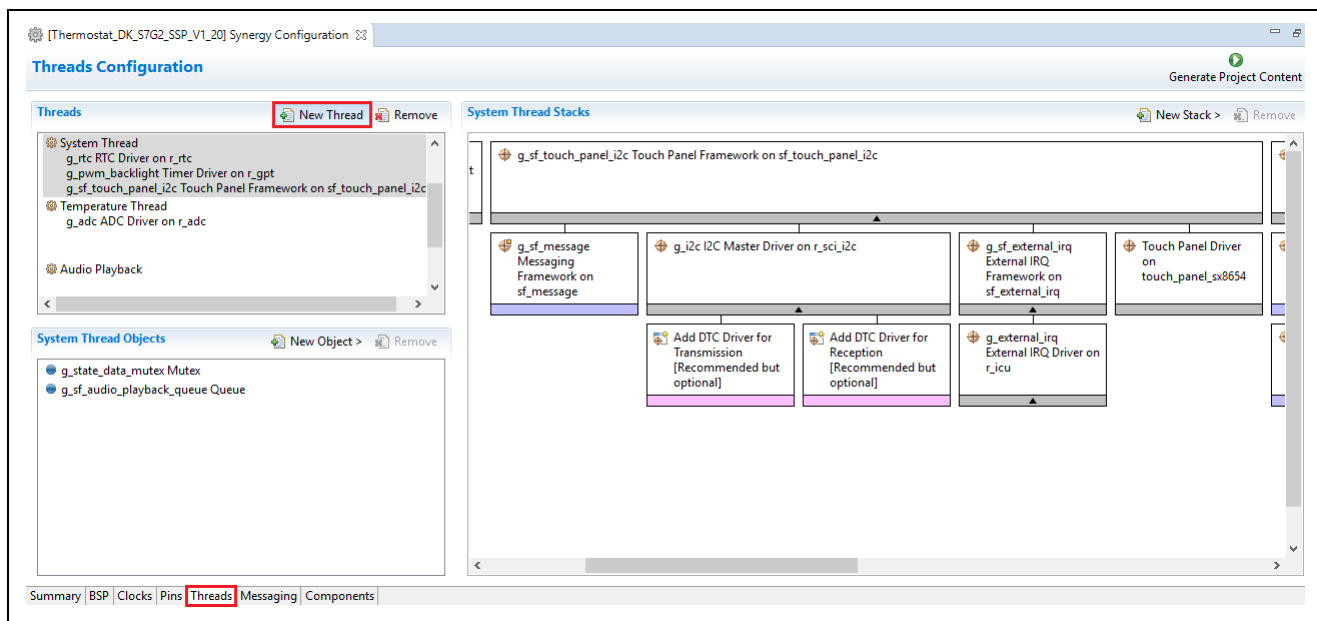 [Thermostat_DK_S7G2_SSP_V1_20] Synergy Configuration
Threads Configuration
Generate Project Content
Threads
New Thread
Remove
System Thread
g_rtc RTC Driver on r_rtc
g_pwm_backlight Timer Driver on r_gpt
g_sf_touch_panel_i2c Touch Panel Framework on sf_touch_panel_i2c
Temperature Thread
g_adc ADC Driver on r_adc
Audio Playback
System Thread Objects
New Object >
Remove
g_state_data_mutex Mutex
g_sf_audio_playback_queue Queue
System Thread Stacks
New Stack >
Remove
t
g_sf_touch_panel_i2c Touch Panel Framework on sf_touch_panel_i2c
g_sf_message
Messaging
Framework on
sf_message
g_i2c I2C Master Driver on r_sci_i2c
g_sf_external_irq
External IRQ
Framework on
sf_external_irq
Touch Panel Driver
on
touch_panel_sx8654
Add DTC Driver for
Transmission
[Recommended but
optional]
Add DTC Driver for
Reception
[Recommended but
optional]
g_external_irq
External IRQ Driver on
r_icu
Summary BSP Clocks Pins Threads Messaging Components